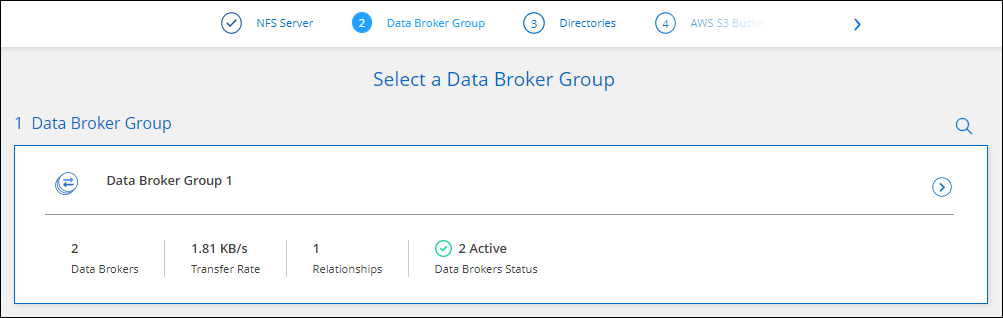 NFS Server 2 Data Broker Group 3 Directories 4 AWS S3
Select a Data Broker Group
1 Data Broker Group
Data Broker Group 1
2 1.81 KB/s 1 2 Active
Data Brokers Transfer Rate Relationships Data Brokers Status